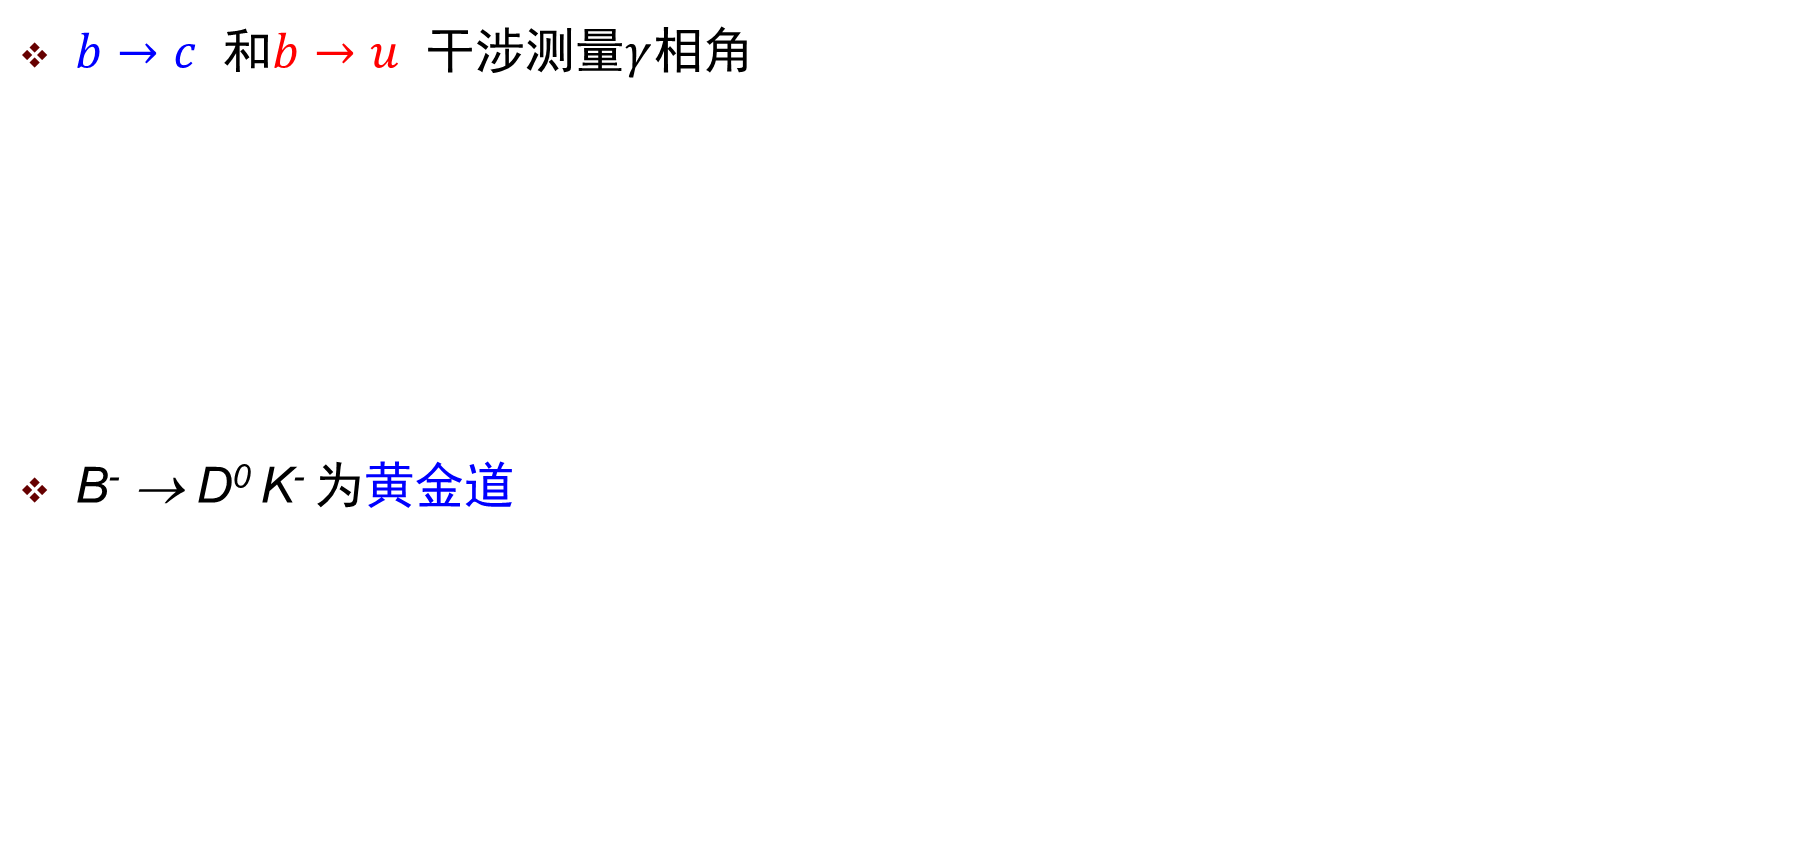 ❖ b → c 和b → u 干涉测量γ相角
❖ B⁻ → D⁰ K⁻ 为黄金道